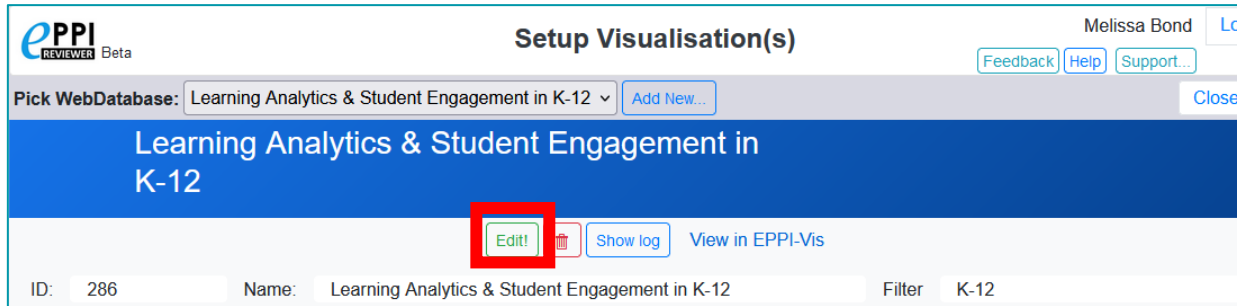 ePPI
REVIEWER Beta
Setup Visualisation(s)
Melissa Bond
Feedback Help Support...
Pick WebDatabase: Learning Analytics & Student Engagement in K-12 Add New...
Close
Learning Analytics & Student Engagement in
K-12
Edit! Show log View in EPPI-Vis
ID: 286 Name: Learning Analytics & Student Engagement in K-12 Filter K-12